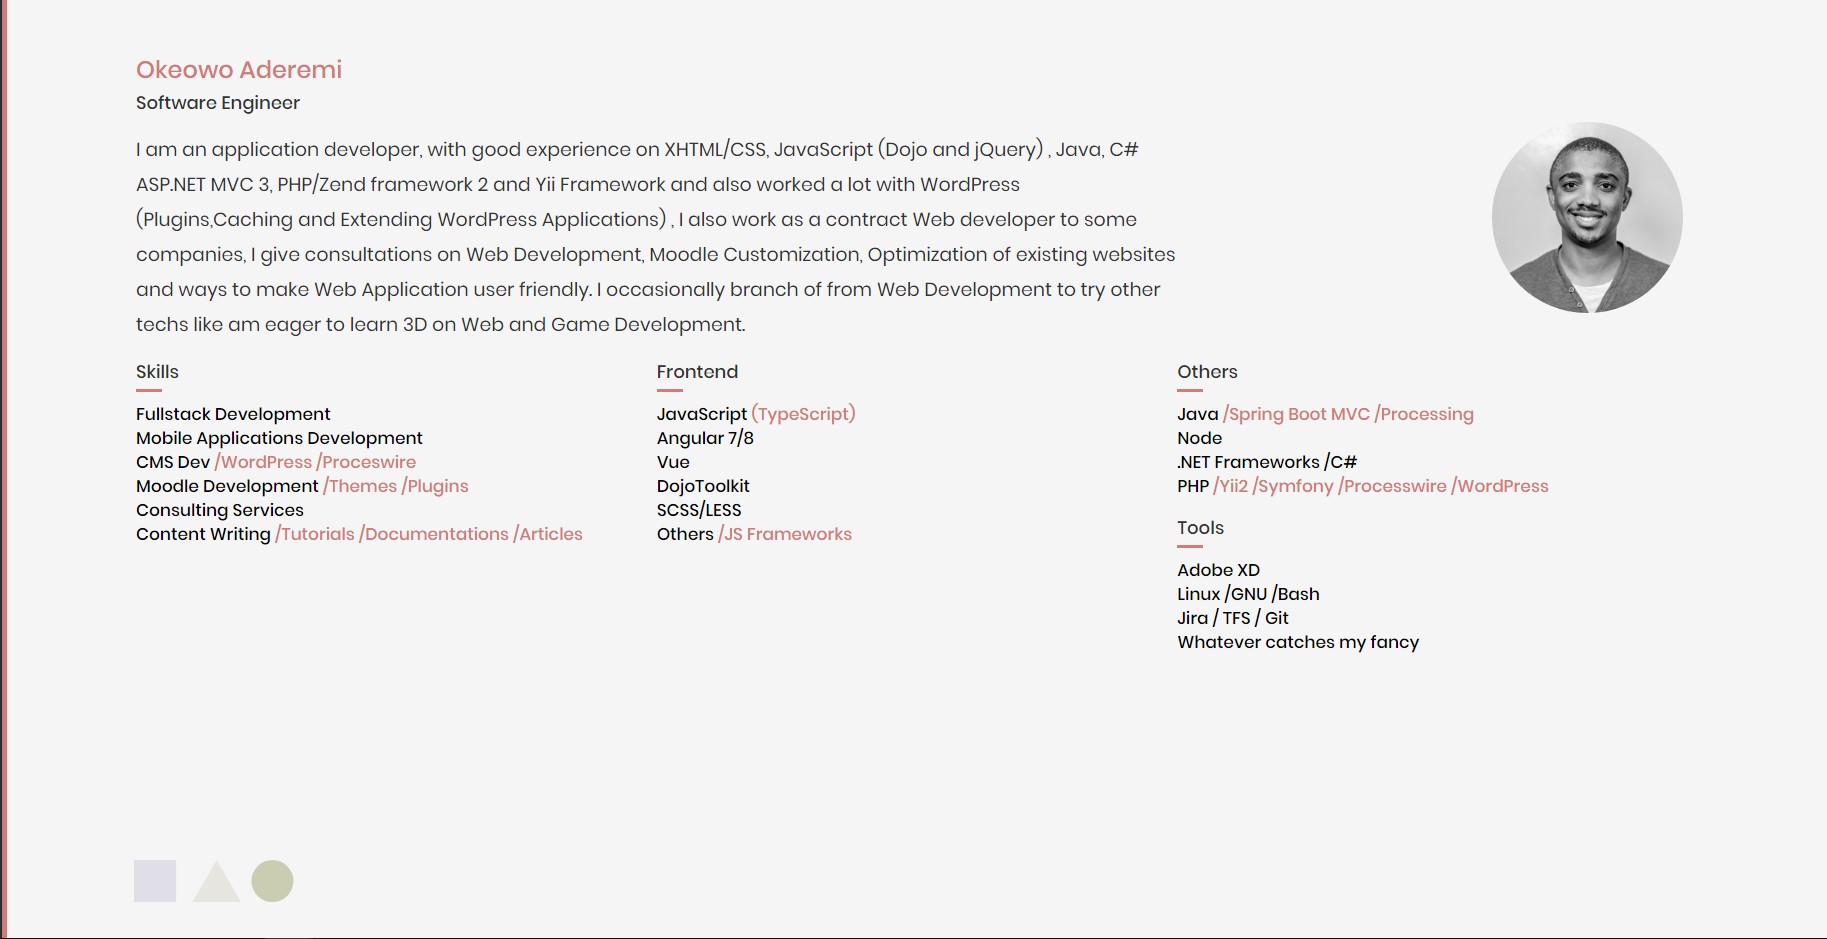 Okeowo Aderemi
Software Engineer
I am an application developer, with good experience on XHTML/CSS, JavaScript (Dojo and jQuery) , Java, C#
ASP.NET MVC 3, PHP/Zend framework 2 and Yii Framework and also worked a lot with WordPress
(Plugins,Caching and Extending WordPress Applications) , I also work as a contract Web developer to some
companies, I give consultations on Web Development, Moodle Customization, Optimization of existing websites
and ways to make Web Application user friendly. I occasionally branch of from Web Development to try other
techs like am eager to learn 3D on Web and Game Development.
Skills
Fullstack Development
Mobile Applications Development
CMS Dev /WordPress /Proceswire
Moodle Development /Themes /Plugins
Consulting Services
Content Writing /Tutorials /Documentations /Articles
Frontend
JavaScript (TypeScript)
Angular 7/8
Vue
DojoToolkit
SCSS/LESS
Others /JS Frameworks
Others
Java /Spring Boot MVC /Processing
Node
.NET Frameworks /C#
PHP /Yii2 /Symfony /Processwire /WordPress
Tools
Adobe XD
Linux /GNU /Bash
Jira / TFS / Git
Whatever catches my fancy